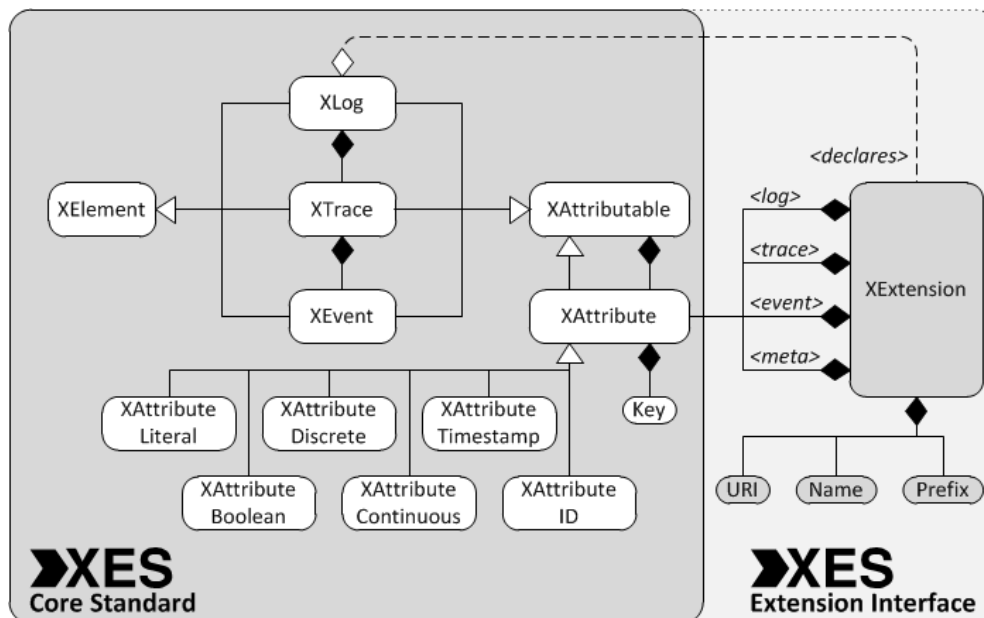 XLog
<declares>
XElement
XTrace
XAttributable
<log>
<trace>
XExtension
XEvent
XAttribute
<event>
<meta>
XAttribute
Literal
XAttribute
Discrete
XAttribute
Timestamp
Key
XAttribute
Boolean
XAttribute
Continuous
XAttribute
ID
URI
Name
Prefix
XES
Core Standard
XES
Extension Interface